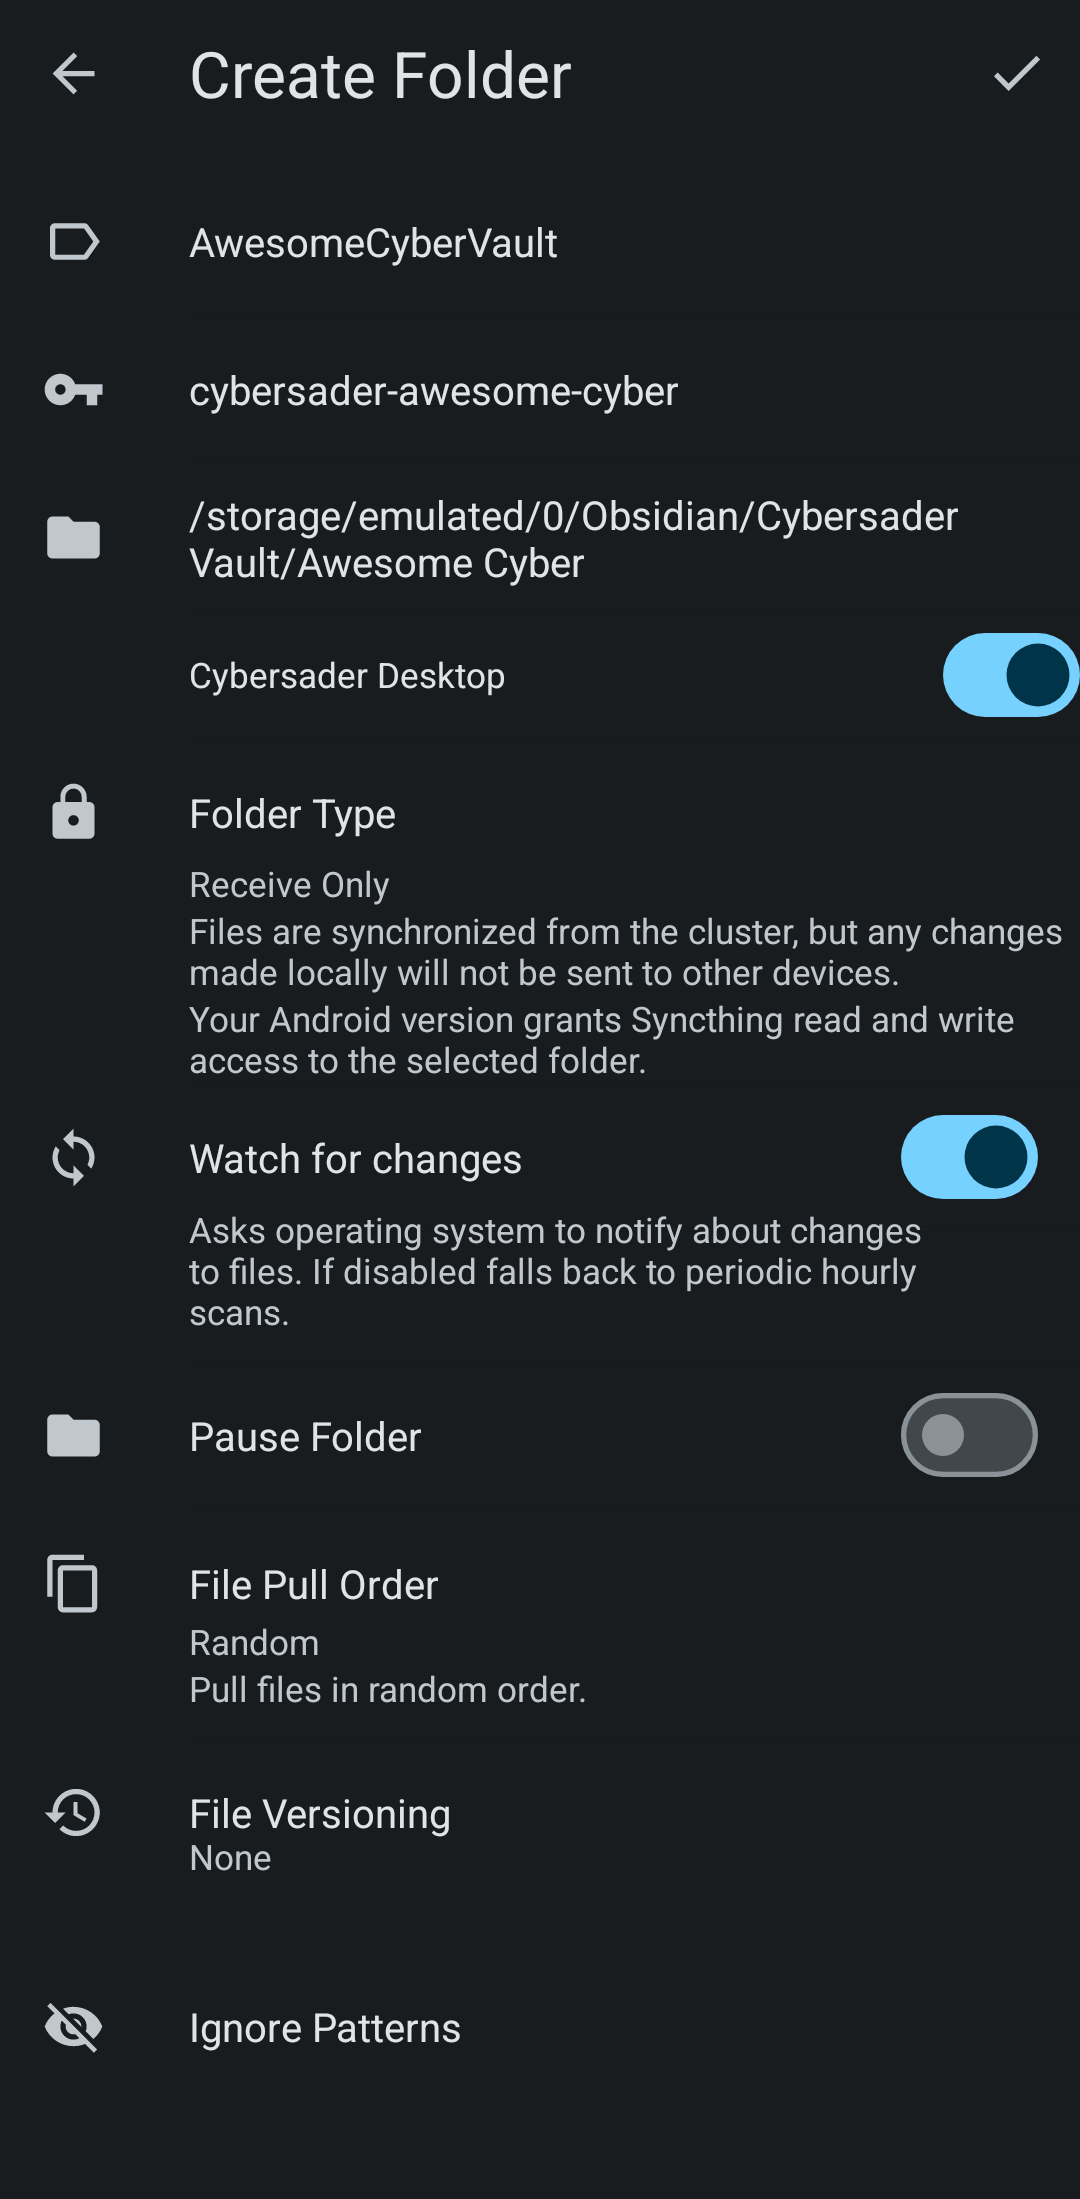 Create Folder
AwesomeCyberVault
cybersader-awesome-cyber
/storage/emulated/0/Obsidian/Cybersader
Vault/Awesome Cyber
Cybersader Desktop
Folder Type
Receive Only
Files are synchronized from the cluster, but any changes
made locally will not be sent to other devices.
Your Android version grants Syncthing read and write
access to the selected folder.
Watch for changes
Asks operating system to notify about changes
to files. If disabled falls back to periodic hourly
scans.
Pause Folder
File Pull Order
Random
Pull files in random order.
File Versioning
None
Ignore Patterns